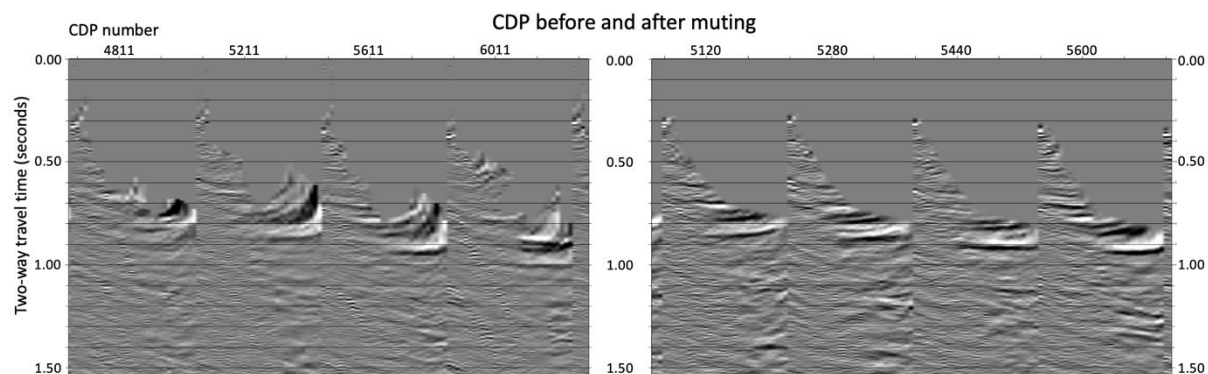 CDP before and after muting
CDP number
4811 5211 5611 6011 5120 5280 5440 5600
0.00 0.00 0.00
Two-way travel time (seconds)
0.50 0.50 0.50
1.00 1.00 1.00
1.50 1.50 1.50